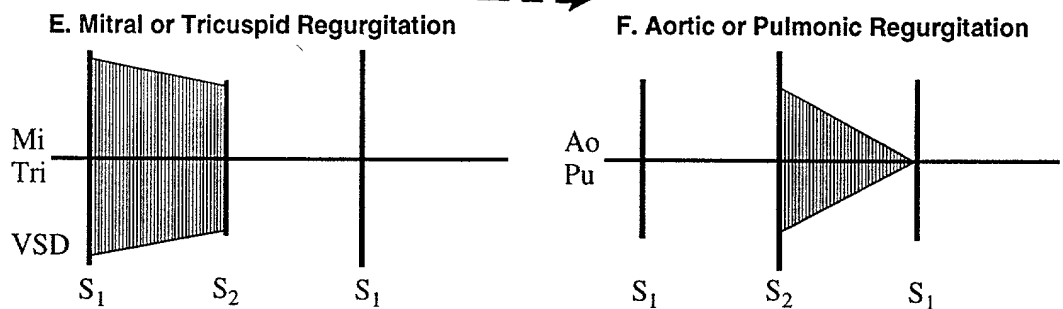 E. Mitral or Tricuspid Regurgitation
Mi
Tri
VSD
S₁ S₂ S₁
F. Aortic or Pulmonic Regurgitation
Ao
Pu
S₁ S₂ S₁